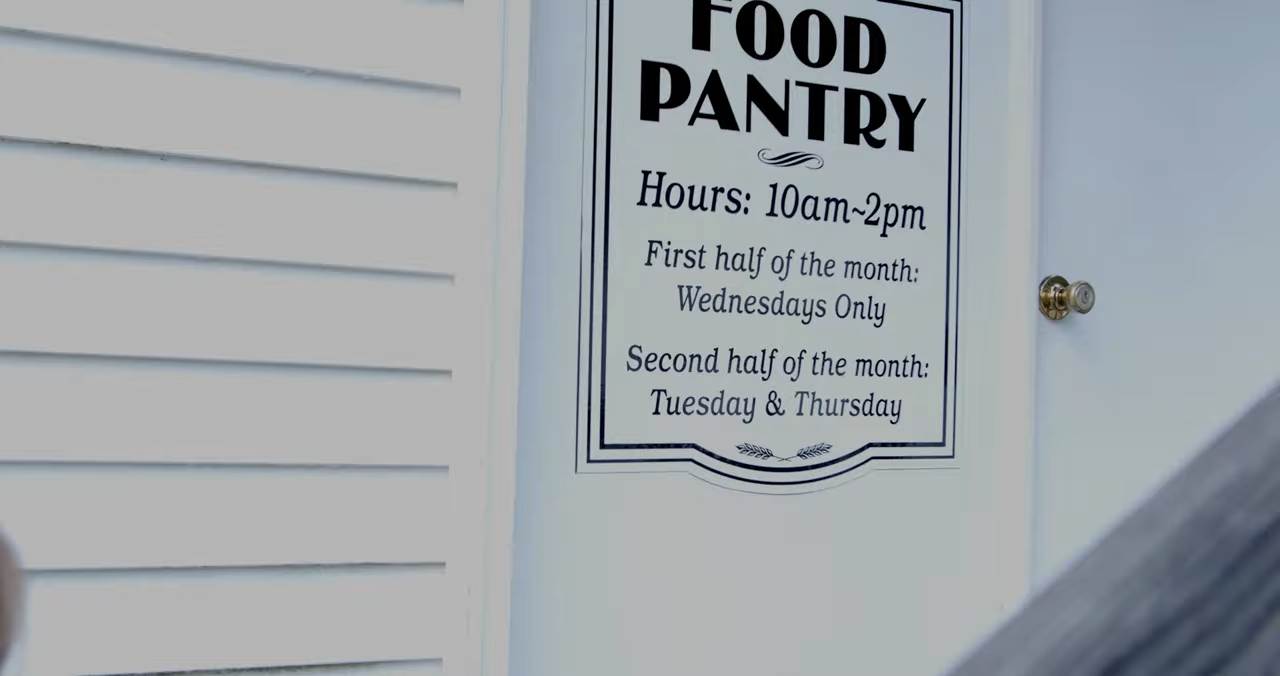 FOOD
PANTRY
Hours: 10am~2pm
First half of the month:
Wednesdays Only
Second half of the month:
Tuesday & Thursday